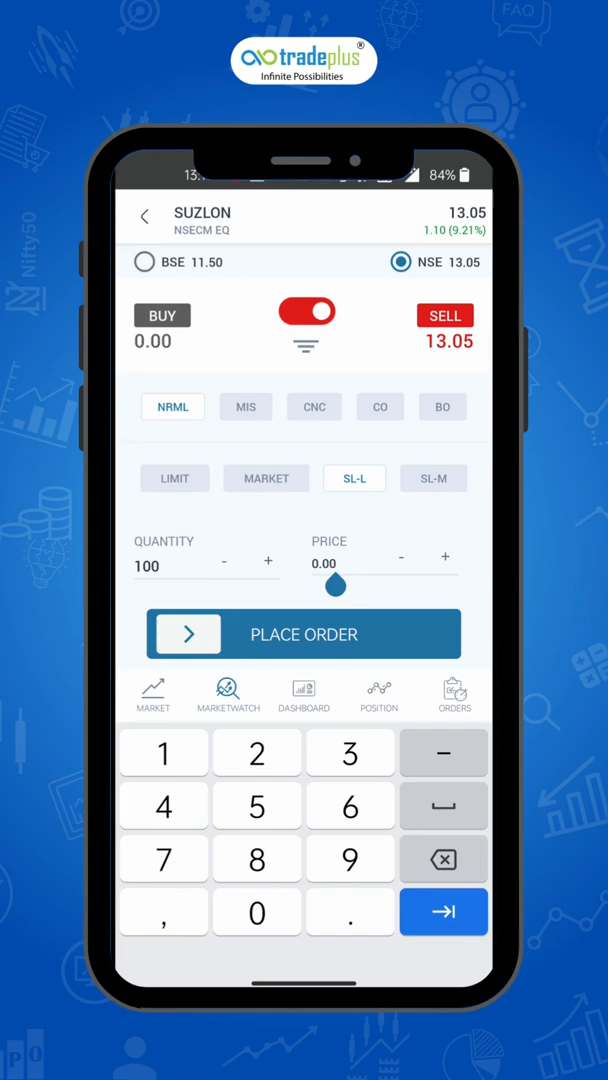 FAQ
tradeplus®
Infinite Possibilities
84%
SUZLON
13.05
NSECM EQ
1.10 (9.21%)
BSE 11.50
NSE 13.05
BUY
SELL
0.00
13.05
NRML
MIS
CNC
CO
BO
LIMIT
MARKET
SL-L
SL-M
QUANTITY
PRICE
100
-
+
0.00
-
+
PLACE ORDER
MARKET
MARKETWATCH
DASHBOARD
POSITION
ORDERS
1 2 3 –
4 5 6
7 8 9
, 0 .
Nifty50